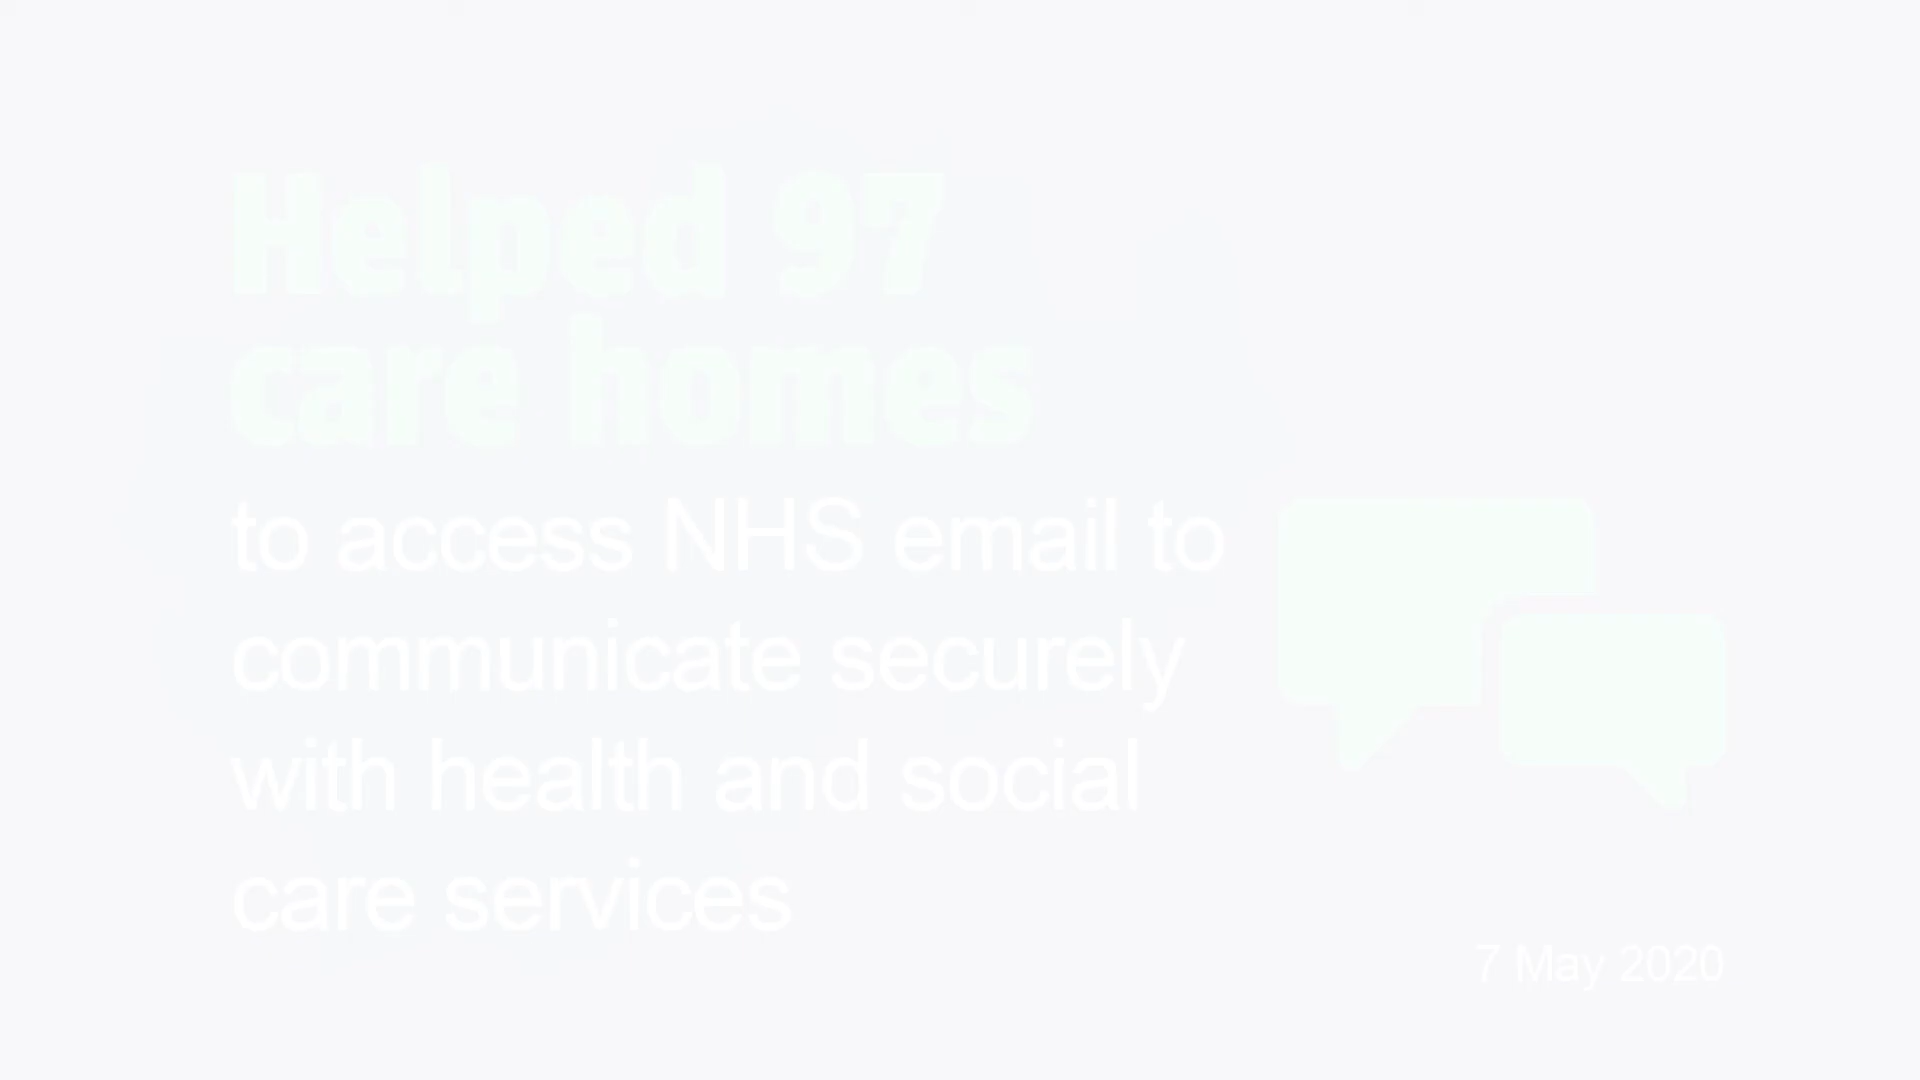 Helped 97
care homes
to access NHS email to
communicate securely
with health and social
care services
7 May 2020